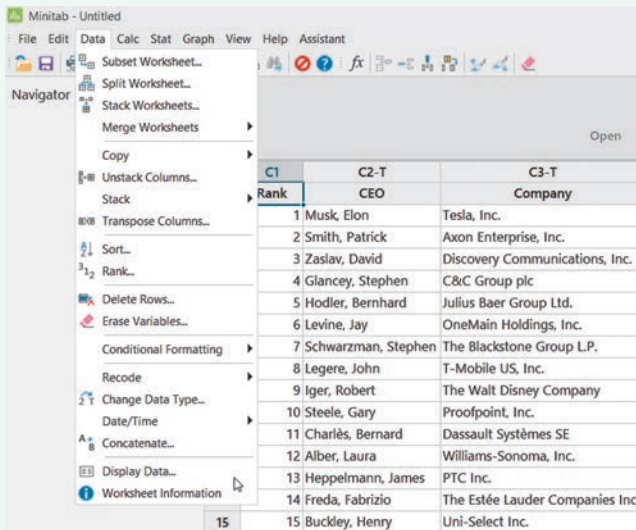 Minitab - Untitled
File Edit Data Calc Stat Graph View Help Assistant
Subset Worksheet...
Split Worksheet...
Stack Worksheets...
Merge Worksheets
Copy
Unstack Columns...
Stack
Transpose Columns...
Sort...
Rank...
Delete Rows...
Erase Variables...
Conditional Formatting
Recode
Change Data Type...
Date/Time
Concatenate...
Display Data...
Worksheet Information
Navigator
fx
Open
C1 C2-T C3-T
Rank CEO Company
1 Musk, Elon Tesla, Inc.
2 Smith, Patrick Axon Enterprise, Inc.
3 Zaslav, David Discovery Communications, Inc.
4 Glancey, Stephen C&C Group plc
5 Hodler, Bernhard Julius Baer Group Ltd.
6 Levine, Jay OneMain Holdings, Inc.
7 Schwarzman, Stephen The Blackstone Group L.P.
8 Legere, John T-Mobile US, Inc.
9 Iger, Robert The Walt Disney Company
10 Steele, Gary Proofpoint, Inc.
11 Charlès, Bernard Dassault Systèmes SE
12 Alber, Laura Williams-Sonoma, Inc.
13 Heppelmann, James PTC Inc.
14 Freda, Fabrizio The Estée Lauder Companies Inc
15 15 Buckley, Henry Uni-Select Inc.